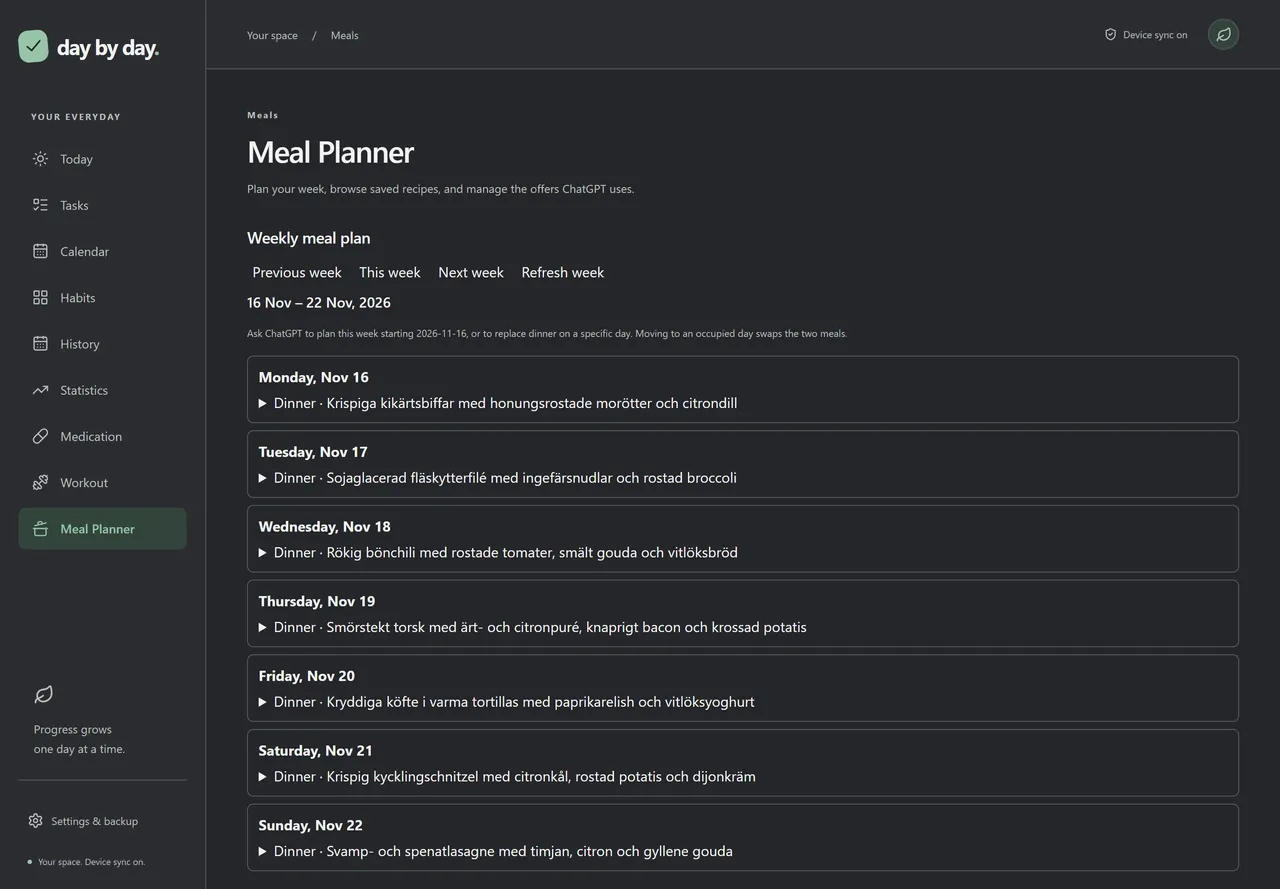 day by day.
YOUR EVERYDAY
Today
Tasks
Calendar
Habits
History
Statistics
Medication
Workout
Meal Planner
Progress grows
one day at a time.
Settings & backup
Your space. Device sync on.
Your space / Meals
Device sync on
Meals
Meal Planner
Plan your week, browse saved recipes, and manage the offers ChatGPT uses.
Weekly meal plan
Previous week This week Next week Refresh week
16 Nov – 22 Nov, 2026
Ask ChatGPT to plan this week starting 2026-11-16, or to replace dinner on a specific day. Moving to an occupied day swaps the two meals.
Monday, Nov 16
Dinner · Krispiga kikärtsbiffar med honungsrostade morötter och citrondill
Tuesday, Nov 17
Dinner · Sojaglacerad fläskytterfilé med ingefärsnudlar och rostad broccoli
Wednesday, Nov 18
Dinner · Rökig bönchili med rostade tomater, smält gouda och vitlöksbröd
Thursday, Nov 19
Dinner · Smörstekt torsk med ärt- och citronpuré, knaprigt bacon och krossad potatis
Friday, Nov 20
Dinner · Kryddiga köfte i varma tortillas med paprikarelish och vitlöksyoghurt
Saturday, Nov 21
Dinner · Krispig kycklingschnitzel med citronkål, rostad potatis och dijonkräm
Sunday, Nov 22
Dinner · Svamp- och spenatlasagne med timjan, citron och gyllene gouda